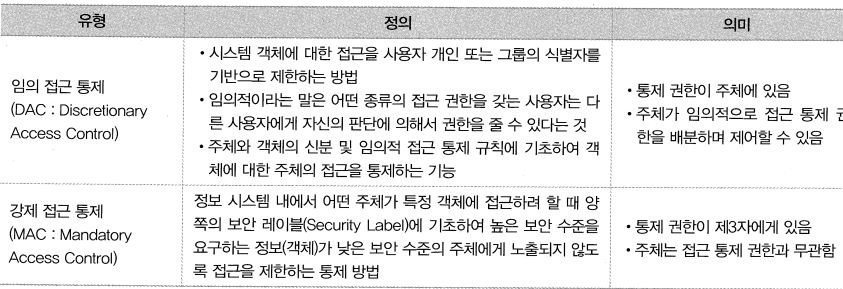 유형 정의 의미
임의 접근 통제
(DAC : Discretionary
Access Control)
• 시스템 객체에 대한 접근을 사용자 개인 또는 그룹의 식별자를
기반으로 제한하는 방법
• 임의적이라는 말은 어떤 종류의 접근 권한을 갖는 사용자는 다
른 사용자에게 자신의 판단에 의해서 권한을 줄 수 있다는 것
• 주체와 객체의 신분 및 임의적 접근 통제 규칙에 기초하여 객
체에 대한 주체의 접근을 통제하는 기능
• 통제 권한이 주체에 있음
• 주체가 임의적으로 접근 통제 권
한을 배분하며 제어할 수 있음
강제 접근 통제
(MAC : Mandatory
Access Control)
정보 시스템 내에서 어떤 주체가 특정 객체에 접근하려 할 때 양
쪽의 보안 레이블(Security Label)에 기초하여 높은 보안 수준을
요구하는 정보(객체)가 낮은 보안 수준의 주체에게 노출되지 않도
록 접근을 제한하는 통제 방법
• 통제 권한이 제3자에게 있음
• 주체는 접근 통제 권한과 무관함